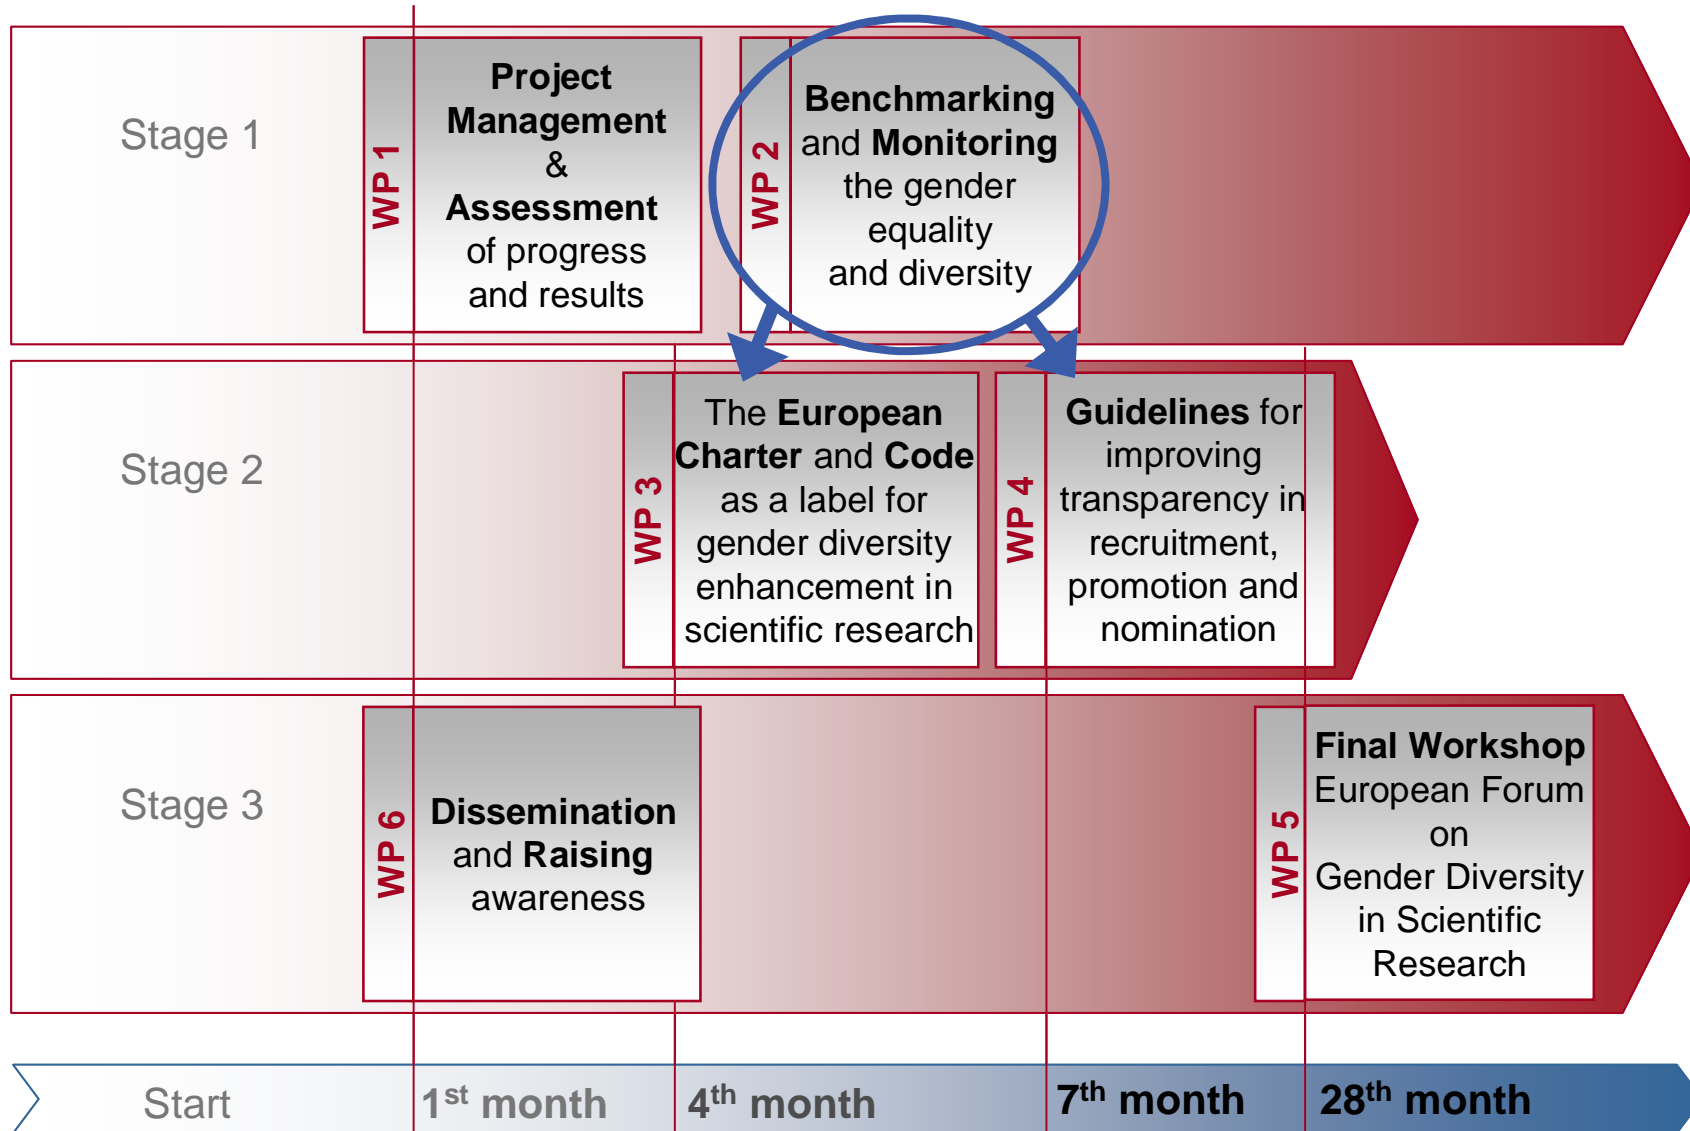 Stage 1
WP 1
Project
Management
&
Assessment
of progress
and results
WP 2
Benchmarking
and Monitoring
the gender
equality
and diversity
Stage 2
WP 3
The European
Charter and Code
as a label for
gender diversity
enhancement in
scientific research
WP 4
Guidelines for
improving
transparency in
recruitment,
promotion and
nomination
Stage 3
WP 6
Dissemination
and Raising
awareness
WP 5
Final Workshop
European Forum
on
Gender Diversity
in Scientific
Research
Start
1st month
4th month
7th month
28th month